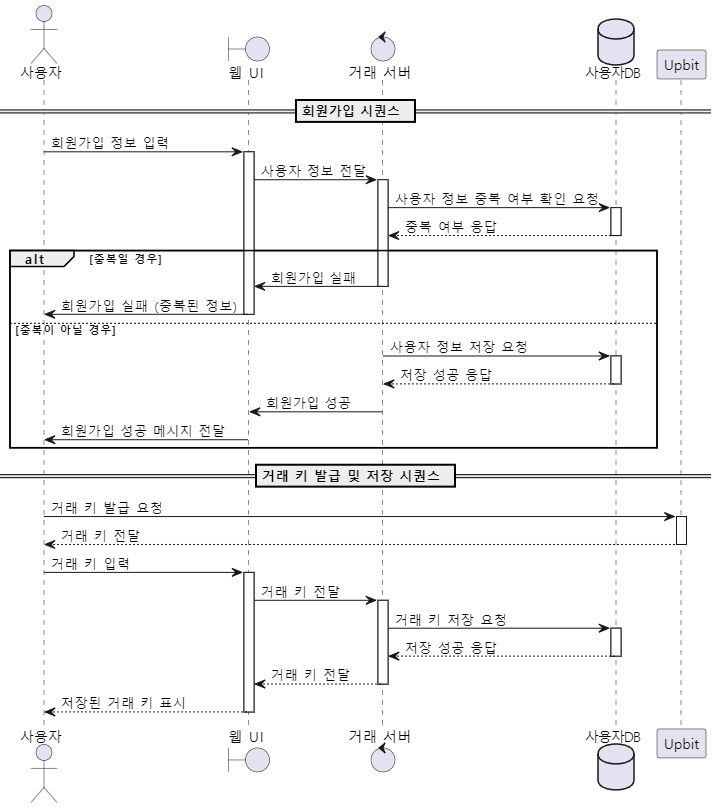 사용자
웹 UI
거래 서버
사용자DB
Upbit
회원가입 시퀀스
회원가입 정보 입력
사용자 정보 전달
사용자 정보 중복 여부 확인 요청
중복 여부 응답
alt [중복일 경우]
회원가입 실패
회원가입 실패 (중복된 정보)
[중복이 아닐 경우]
사용자 정보 저장 요청
저장 성공 응답
회원가입 성공
회원가입 성공 메시지 전달
거래 키 발급 및 저장 시퀀스
거래 키 발급 요청
거래 키 전달
거래 키 입력
거래 키 전달
거래 키 저장 요청
저장 성공 응답
거래 키 전달
저장된 거래 키 표시
사용자
웹 UI
거래 서버
사용자DB
Upbit